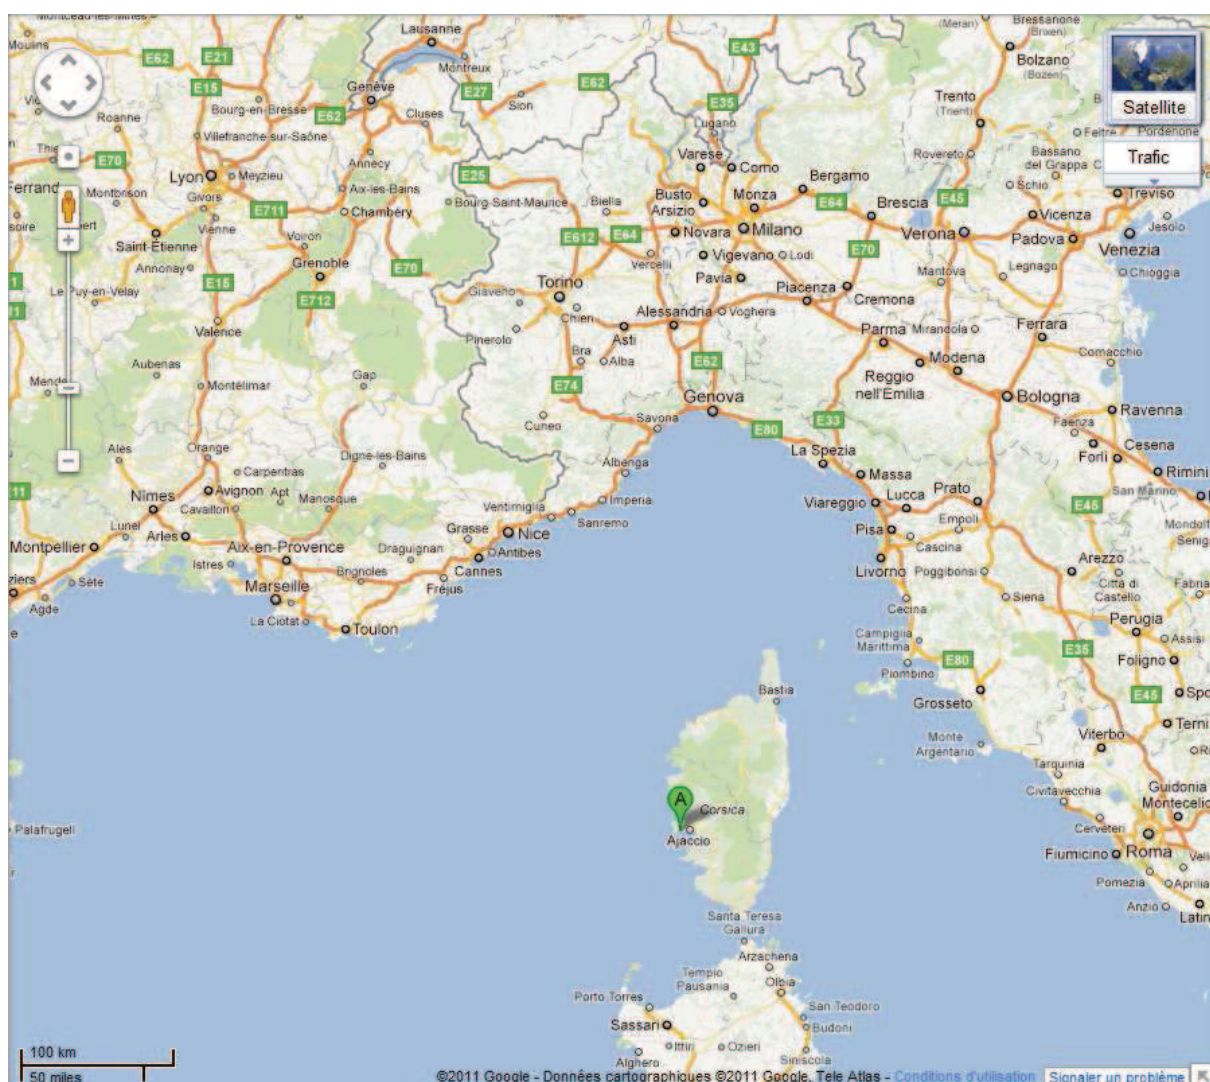 Lausanne
Montreux
Genève
Bourg-en-Bresse
Cluses
Sion
Roanne
Villefranche-sur-Saône
Annecy
Lugano
Trento
(Trient)
Bressanone
(Brixen)
(Meran)
Bolzano
(Bozen)
Satellite
Trafic
Feltre
Pordenone
Rovereto
Bassano
del Grappa
Schio
Treviso
Jesolo
Lyon
Meyzieu
Aix-les-Bains
Montbrison
Givors
Vienne
Chambéry
Bourg-Saint-Maurice
Saint-Étienne
Voiron
Annonay
Grenoble
Le Puy-en-Velay
Valence
Varese
Como
Bergamo
Busto
Arsizio
Monza
Biella
Brescia
Novara
Milano
Verona
Vicenza
Padova
Venezia
Vercelli
Vigevano
Lodi
Pavia
Mantova
Legnago
Chioggia
Torino
Giaveno
Chieri
Piacenza
Cremona
Alessandria
Voghera
Pinerolo
Asti
Bra
Alba
Parma
Mirandola
Ferrara
Modena
Comacchio
Reggio
nell'Emilia
Aubenas
Montélimar
Gap
Mende
Genova
Bologna
Ravenna
Cuneo
Savona
Faenza
Cesena
Forlì
Rimini
San Marino
Alès
Orange
Carpentras
Digne-les-Bains
Albenga
La Spezia
Massa
Nîmes
Avignon
Apt
Manosque
Cavaillon
Ventimiglia
Imperia
Sanremo
Viareggio
Lucca
Prato
Lunel
Arles
Grasse
Nice
Pisa
Empoli
Cascina
Montpellier
Aix-en-Provence
Draguignan
Antibes
Cannes
Livorno
Poggibonsi
Arezzo
Istres
Brignoles
Fréjus
Sète
Agde
Marseille
Cecina
Siena
Città di
Castello
La Ciotat
Toulon
Perugia
Campiglia
Marittima
Assisi
Piombino
Foligno
Grosseto
Bastia
Monte
Argentario
Viterbo
Terni
Tarquinia
Civitavecchia
Guidonia
Montecelio
A
Corsica
Ajaccio
Palafrugell
Cerveteri
Fiumicino
Roma
Pomezia
Aprilia
Anzio
Santa Teresa
Gallura
Arzachena
Tempio
Pausania
Olbia
Porto Torres
San Teodoro
Sassari
Budoni
Ittiri
Ozieri
Alghero
Siniscola
E62
E21
E15
E62
E27
E62
E43
E35
E70
E25
E711
E612
E64
E64
E45
E70
E70
E15
E712
E74
E62
E80
E33
E45
E80
E35
E45
100 km
50 miles
©2011 Google - Données cartographiques ©2011 Google, Tele Atlas - Conditions d'utilisation
Signaler un problème